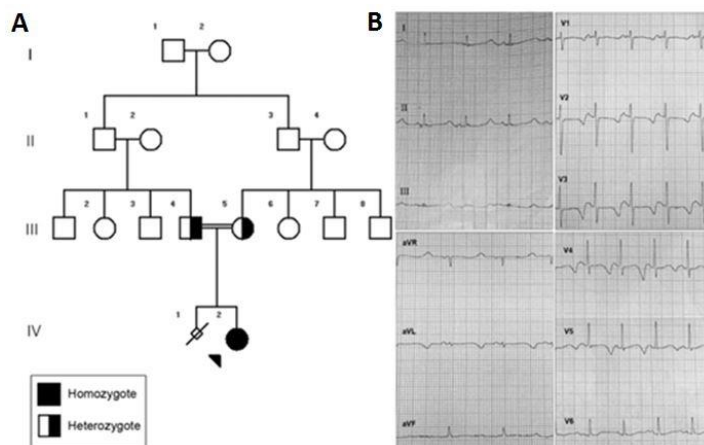 A
B
I
1
2
II
1
2
3
4
III
2
3
4
5
6
7
8
IV
1
2
Homozygote
Heterozygote
I
II
III
aVR
aVL
aVF
V1
V2
V3
V4
V5
V6